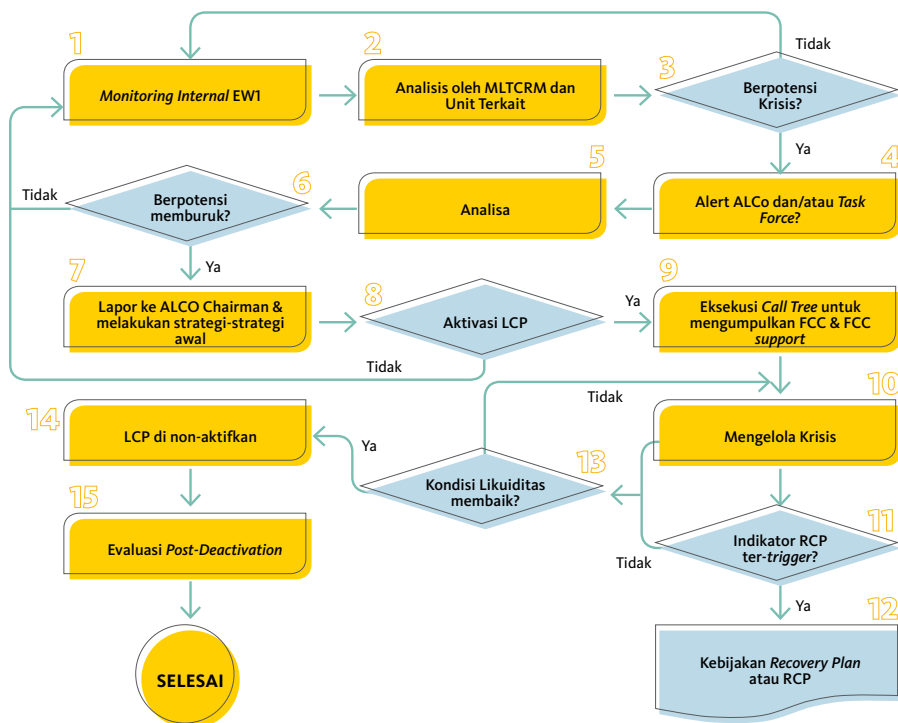 1
Monitoring Internal EW1
2
Analisis oleh MLTCRM dan
Unit Terkait
3
Berpotensi
Krisis?
Tidak
Ya
4
Alert ALCo dan/atau Task
Force?
5
Analisa
6
Berpotensi
memburuk?
Tidak
Ya
7
Lapor ke ALCO Chairman &
melakukan strategi-strategi
awal
8
Aktivasi LCP
Ya
Tidak
9
Eksekusi Call Tree untuk
mengumpulkan FCC & FCC
support
10
Mengelola Krisis
11
Indikator RCP
ter-trigger?
Tidak
Ya
12
Kebijakan Recovery Plan
atau RCP
13
Kondisi Likuiditas
membaik?
Tidak
Ya
14
LCP di non-aktifkan
15
Evaluasi Post-Deactivation
SELESAI